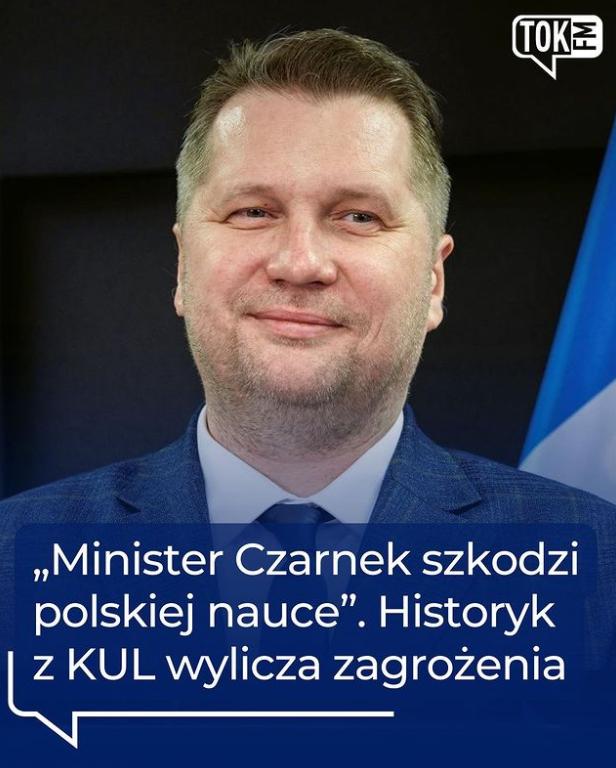 TOK
FM
„Minister Czarnek szkodzi
polskiej nauce”. Historyk
z KUL wylicza zagrożenia